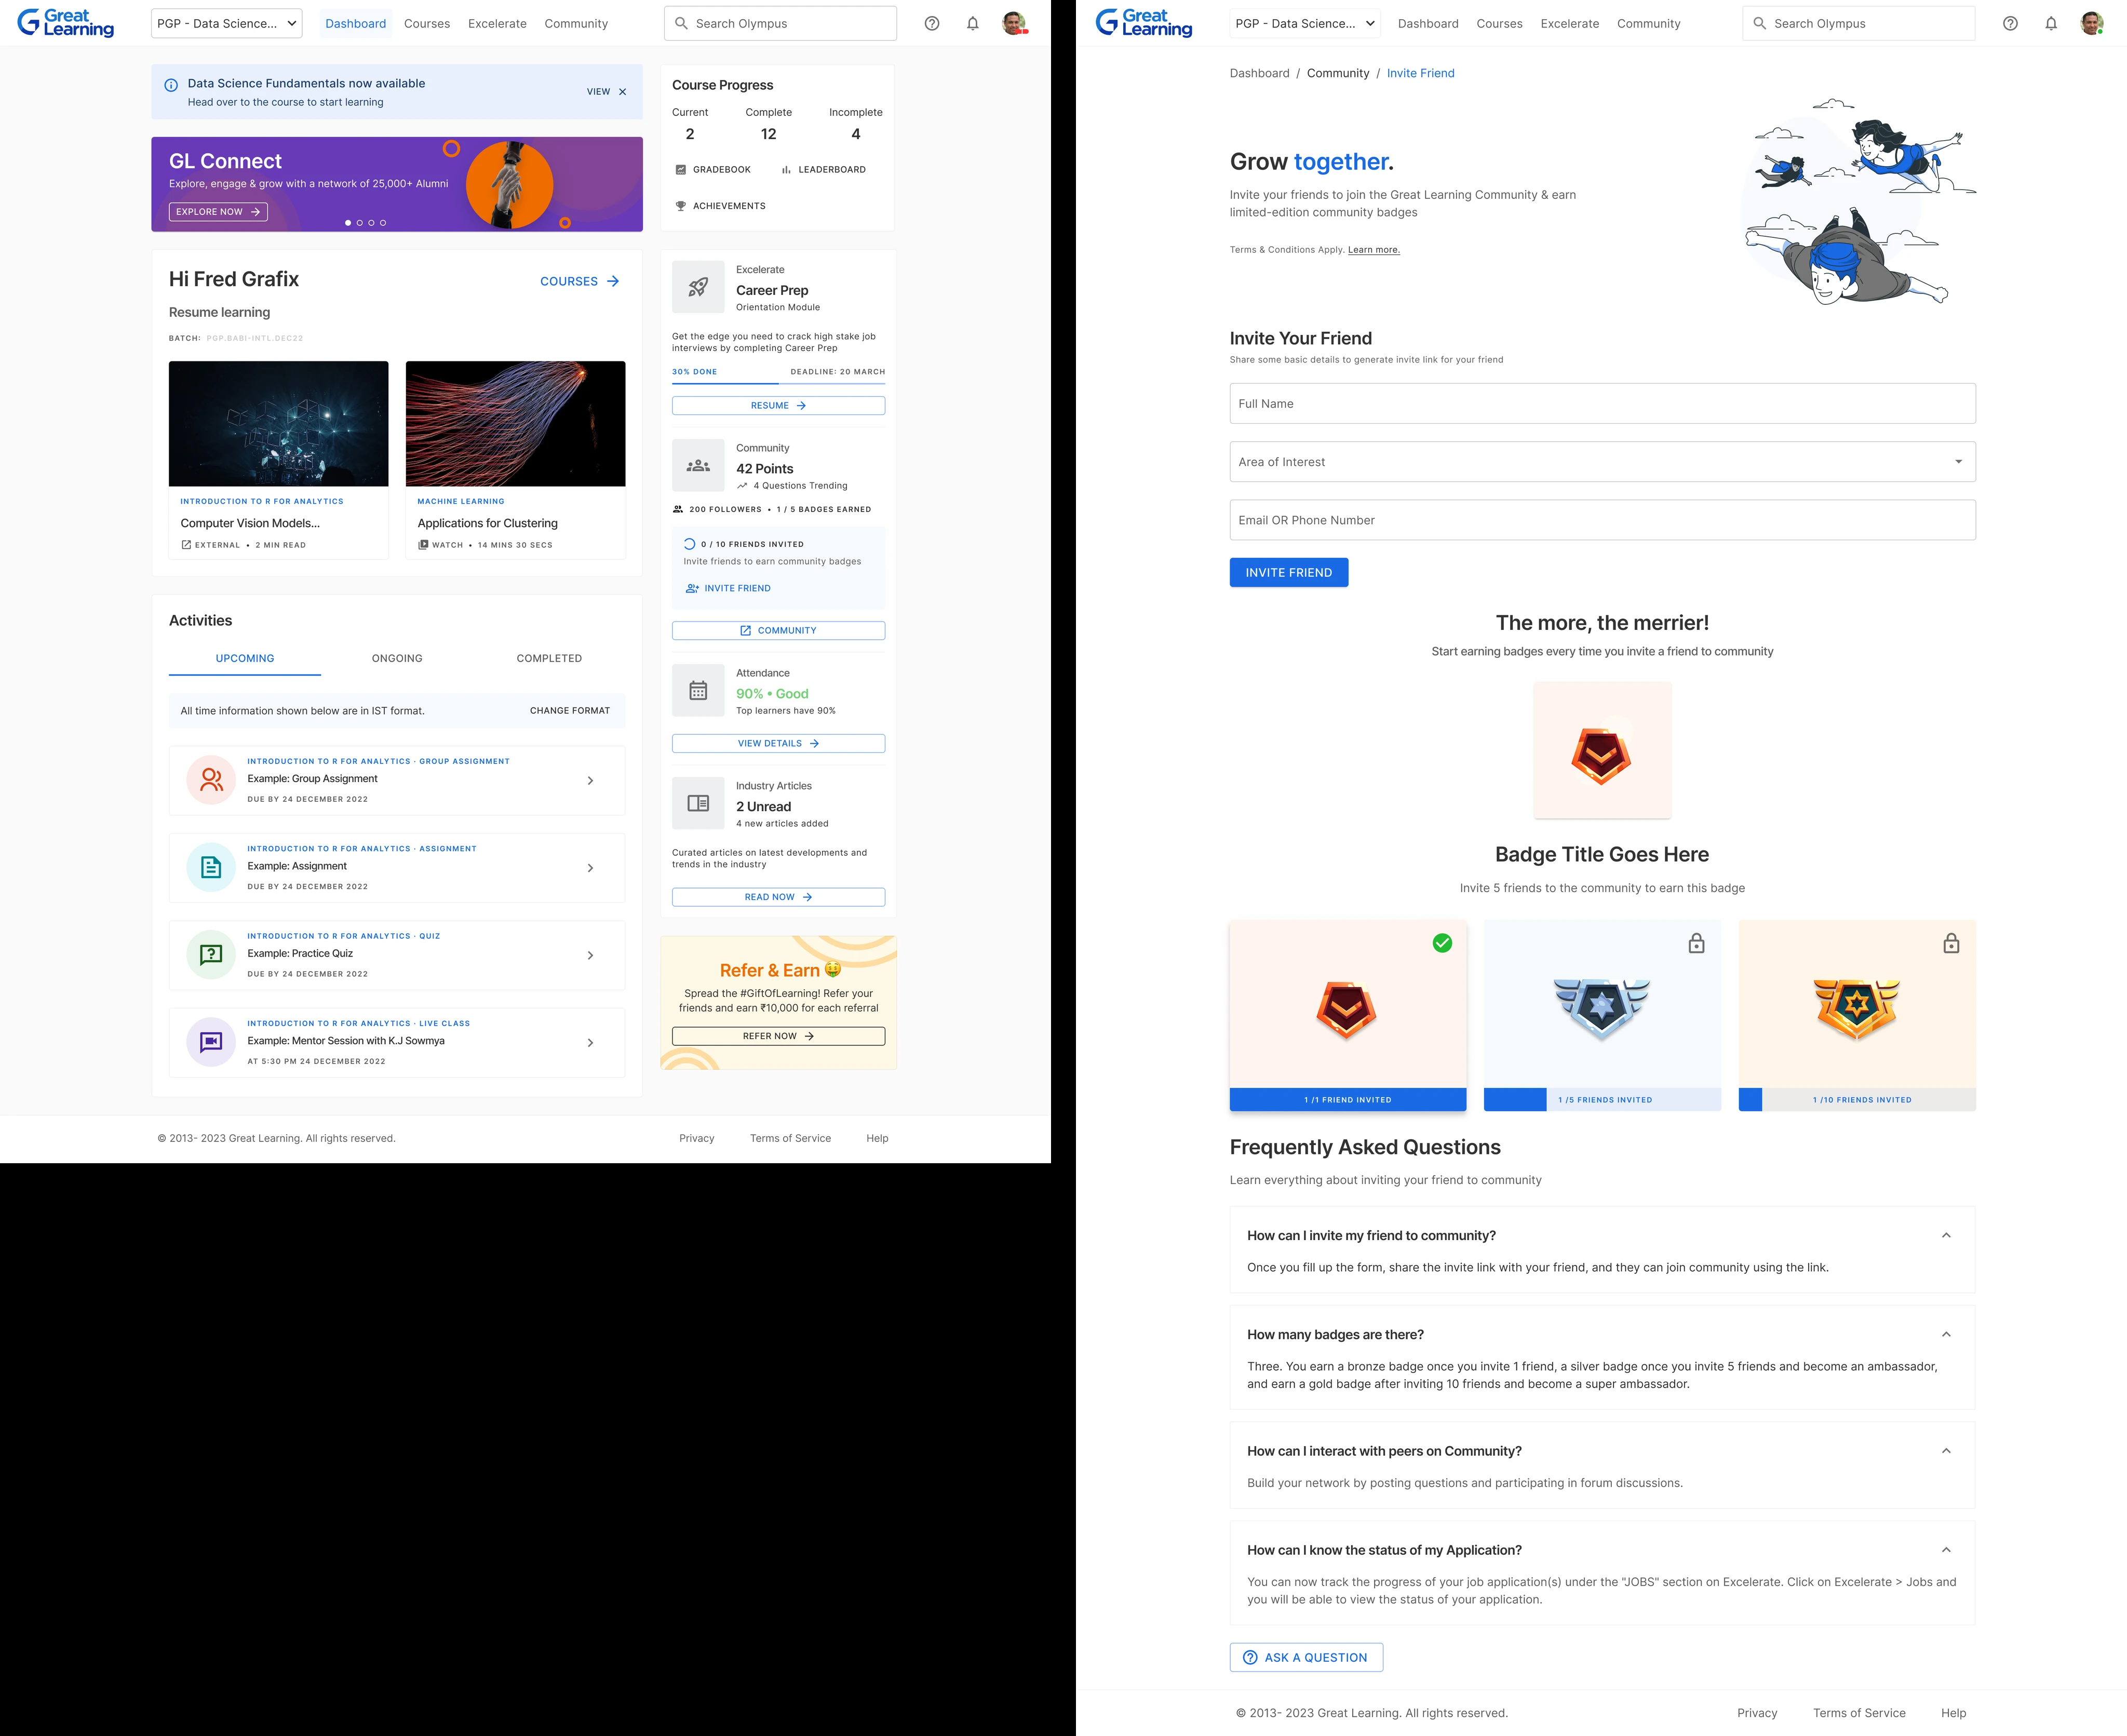 Great Learning
PGP - Data Science...
Dashboard
Courses
Excelerate
Community
Search Olympus
Data Science Fundamentals now available
Head over to the course to start learning
VIEW
GL Connect
Explore, engage & grow with a network of 25,000+ Alumni
EXPLORE NOW
Hi Fred Grafix
COURSES
Resume learning
BATCH: PGP.BABI-INTL.DEC22
INTRODUCTION TO R FOR ANALYTICS
Computer Vision Models...
EXTERNAL • 2 MIN READ
MACHINE LEARNING
Applications for Clustering
WATCH • 14 MINS 30 SECS
Activities
UPCOMING
ONGOING
COMPLETED
All time information shown below are in IST format.
CHANGE FORMAT
INTRODUCTION TO R FOR ANALYTICS · GROUP ASSIGNMENT
Example: Group Assignment
DUE BY 24 DECEMBER 2022
INTRODUCTION TO R FOR ANALYTICS · ASSIGNMENT
Example: Assignment
DUE BY 24 DECEMBER 2022
INTRODUCTION TO R FOR ANALYTICS · QUIZ
Example: Practice Quiz
DUE BY 24 DECEMBER 2022
INTRODUCTION TO R FOR ANALYTICS · LIVE CLASS
Example: Mentor Session with K.J Sowmya
AT 5:30 PM 24 DECEMBER 2022
Course Progress
Current
Complete
Incomplete
2
12
4
GRADEBOOK
LEADERBOARD
ACHIEVEMENTS
Excelerate
Career Prep
Orientation Module
Get the edge you need to crack high stake job
interviews by completing Career Prep
30% DONE
DEADLINE: 20 MARCH
RESUME
Community
42 Points
4 Questions Trending
200 FOLLOWERS • 1 / 5 BADGES EARNED
0 / 10 FRIENDS INVITED
Invite friends to earn community badges
INVITE FRIEND
COMMUNITY
Attendance
90% • Good
Top learners have 90%
VIEW DETAILS
Industry Articles
2 Unread
4 new articles added
Curated articles on latest developments and
trends in the industry
READ NOW
Refer & Earn
Spread the #GiftOfLearning! Refer your
friends and earn ₹10,000 for each referral
REFER NOW
© 2013- 2023 Great Learning. All rights reserved.
Privacy
Terms of Service
Help
Great Learning
PGP - Data Science...
Dashboard
Courses
Excelerate
Community
Search Olympus
Dashboard / Community / Invite Friend
Grow together.
Invite your friends to join the Great Learning Community & earn
limited-edition community badges
Terms & Conditions Apply. Learn more.
Invite Your Friend
Share some basic details to generate invite link for your friend
Full Name
Area of Interest
Email OR Phone Number
INVITE FRIEND
The more, the merrier!
Start earning badges every time you invite a friend to community
Badge Title Goes Here
Invite 5 friends to the community to earn this badge
1 /1 FRIEND INVITED
1 /5 FRIENDS INVITED
1 /10 FRIENDS INVITED
Frequently Asked Questions
Learn everything about inviting your friend to community
How can I invite my friend to community?
Once you fill up the form, share the invite link with your friend, and they can join community using the link.
How many badges are there?
Three. You earn a bronze badge once you invite 1 friend, a silver badge once you invite 5 friends and become an ambassador,
and earn a gold badge after inviting 10 friends and become a super ambassador.
How can I interact with peers on Community?
Build your network by posting questions and participating in forum discussions.
How can I know the status of my Application?
You can now track the progress of your job application(s) under the "JOBS" section on Excelerate. Click on Excelerate > Jobs and
you will be able to view the status of your application.
ASK A QUESTION
© 2013- 2023 Great Learning. All rights reserved.
Privacy
Terms of Service
Help